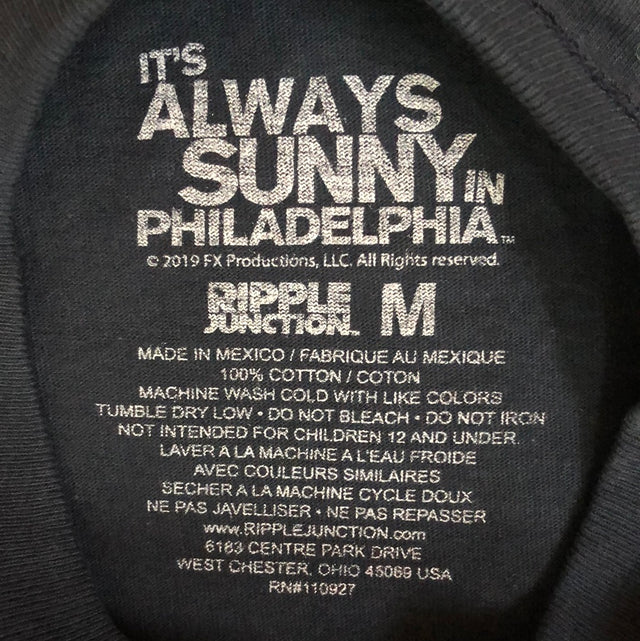 IT'S
ALWAYS
SUNNY IN
PHILADELPHIA™
© 2019 FX Productions, LLC. All Rights reserved.
RIPPLE
JUNCTION™ M
MADE IN MEXICO / FABRIQUE AU MEXIQUE
100% COTTON / COTON
MACHINE WASH COLD WITH LIKE COLORS
TUMBLE DRY LOW • DO NOT BLEACH • DO NOT IRON
NOT INTENDED FOR CHILDREN 12 AND UNDER.
LAVER A LA MACHINE A L'EAU FROIDE
AVEC COULEURS SIMILAIRES
SECHER A LA MACHINE CYCLE DOUX
NE PAS JAVELLISER • NE PAS REPASSER
www.RIPPLEJUNCTION.com
6183 CENTRE PARK DRIVE
WEST CHESTER, OHIO 45069 USA
RN#110927